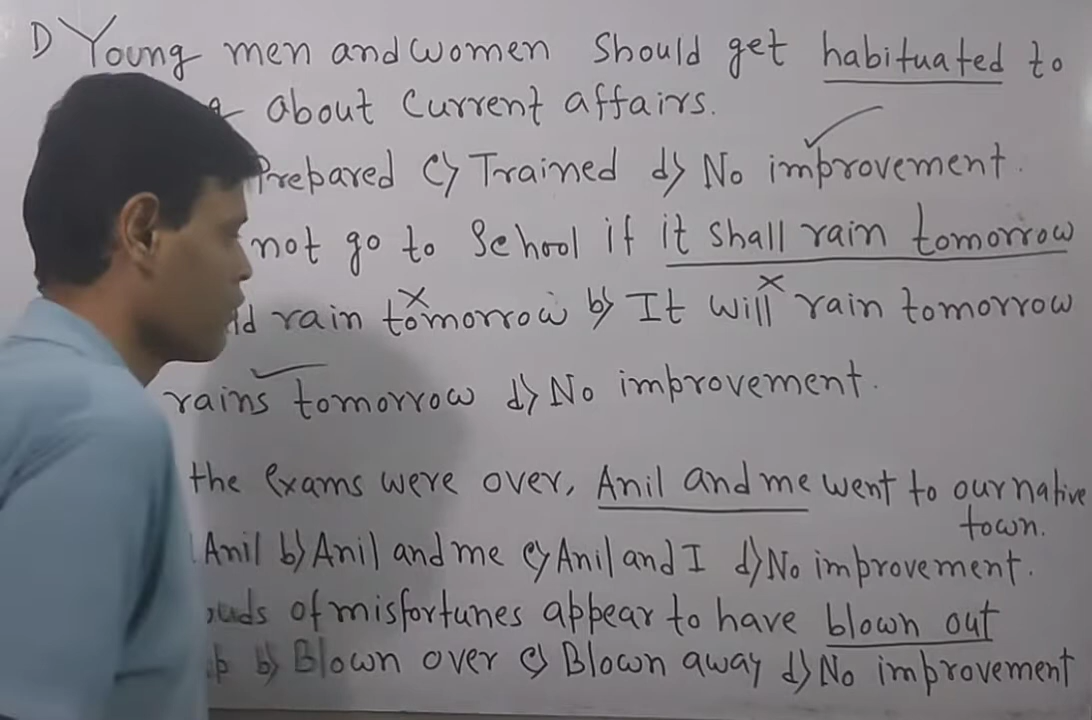 D Young men and women should get habituated to
about Current affairs.
Prepared c) Trained d) No improvement.
not go to School if it shall rain tomorrow
rain tomorrow b) It will rain tomorrow
rains tomorrow d) No improvement.
the exams were over, Anil and me went to our native
town.
Anil b) Anil and me c) Anil and I d) No improvement.
of misfortunes appear to have blown out
b) Blown over c) Blown away d) No improvement